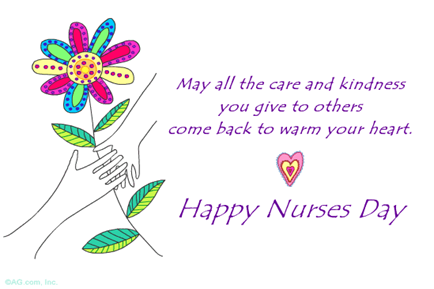 May all the care and kindness
you give to others
come back to warm your heart.
Happy Nurses Day
©AG com. Inc.